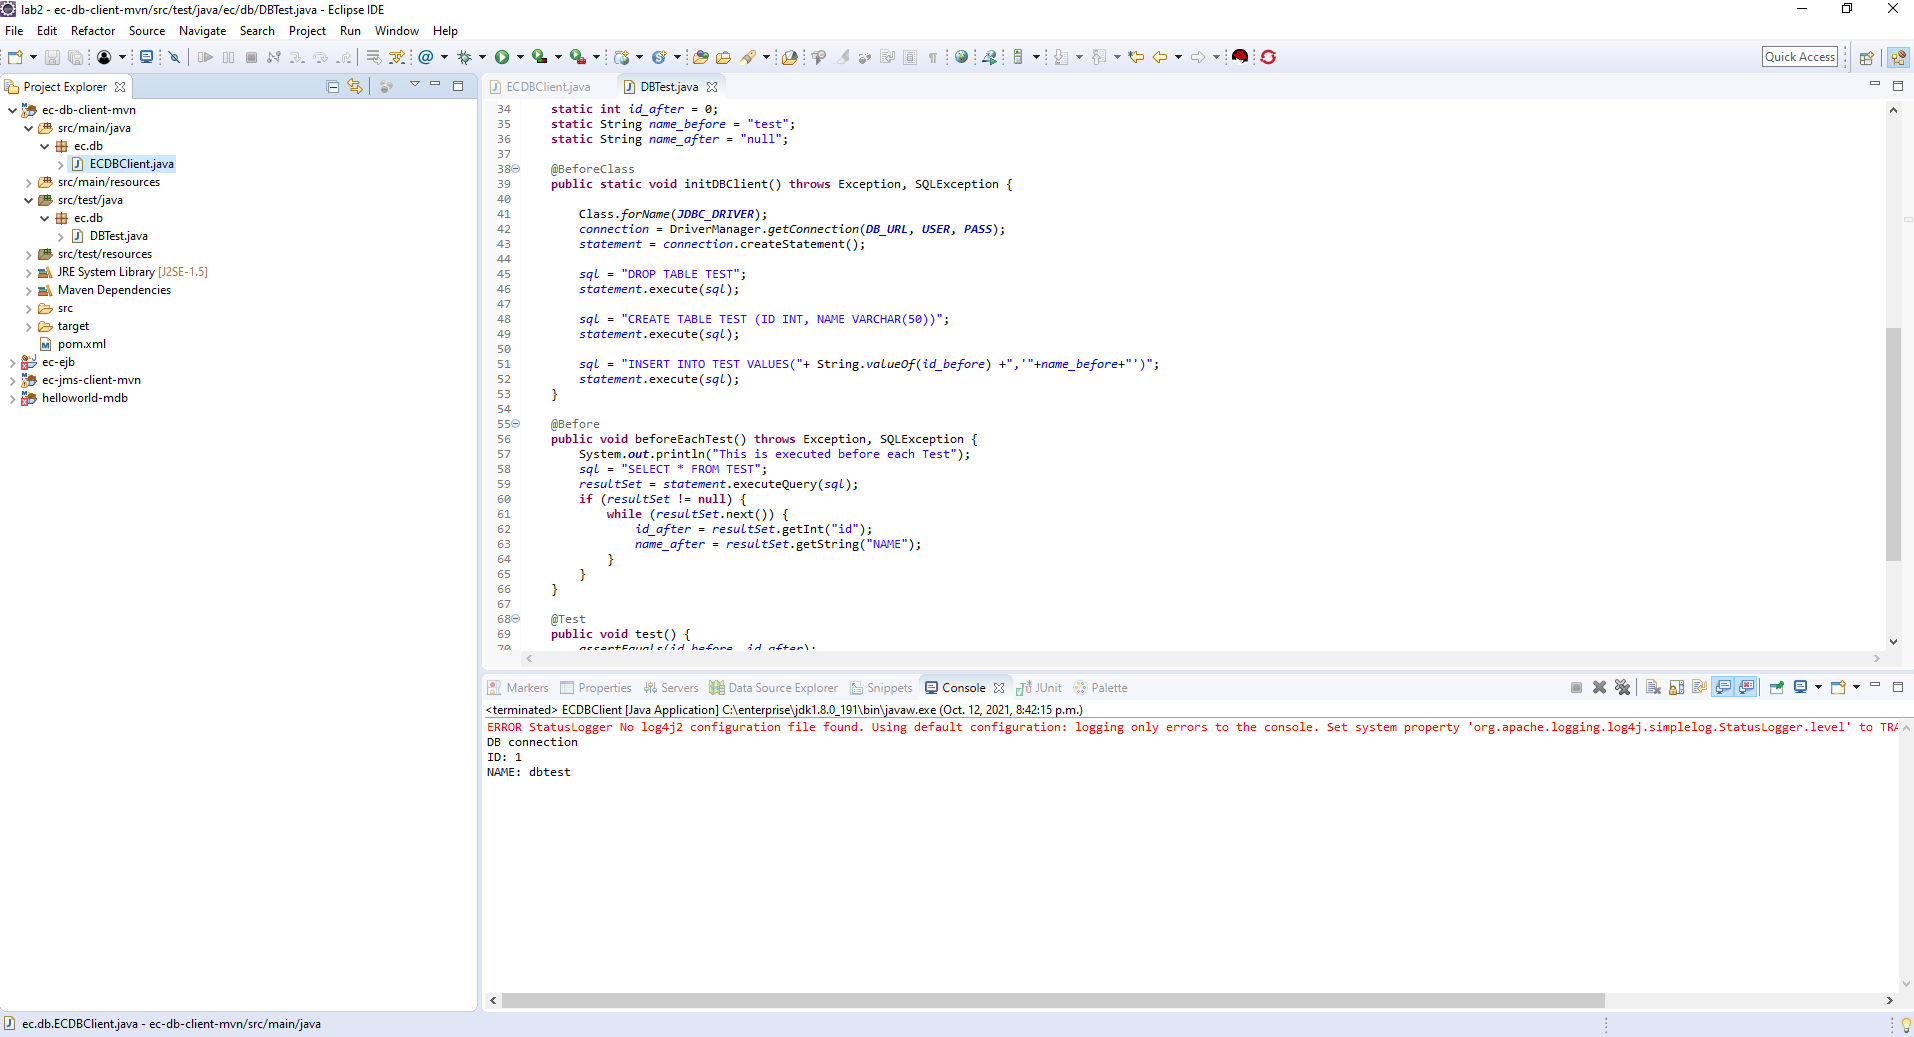 lab2 - ec-db-client-mvn/src/test/java/ec/db/DBTest.java - Eclipse IDE
File Edit Refactor Source Navigate Search Project Run Window Help
Quick Access
Project Explorer
ec-db-client-mvn
src/main/java
ec.db
ECDBClient.java
src/main/resources
src/test/java
ec.db
DBTest.java
src/test/resources
JRE System Library [J2SE-1.5]
Maven Dependencies
src
target
pom.xml
ec-ejb
ec-jms-client-mvn
helloworld-mdb
ECDBClient.java DBTest.java
34 static int id_after = 0;
35 static String name_before = "test";
36 static String name_after = "null";
37
38 @BeforeClass
39 public static void initDBClient() throws Exception, SQLException {
40
41 Class.forName(JDBC_DRIVER);
42 connection = DriverManager.getConnection(DB_URL, USER, PASS);
43 statement = connection.createStatement();
44
45 sql = "DROP TABLE TEST";
46 statement.execute(sql);
47
48 sql = "CREATE TABLE TEST (ID INT, NAME VARCHAR(50))";
49 statement.execute(sql);
50
51 sql = "INSERT INTO TEST VALUES("+ String.valueOf(id_before) +",'"+name_before+"')";
52 statement.execute(sql);
53 }
54
55 @Before
56 public void beforeEachTest() throws Exception, SQLException {
57 System.out.println("This is executed before each Test");
58 sql = "SELECT * FROM TEST";
59 resultSet = statement.executeQuery(sql);
60 if (resultSet != null) {
61 while (resultSet.next()) {
62 id_after = resultSet.getInt("id");
63 name_after = resultSet.getString("NAME");
64 }
65 }
66 }
67
68 @Test
69 public void test() {
70 assertEquals(id_before, id_after);
Markers Properties Servers Data Source Explorer Snippets Console JUnit Palette
<terminated> ECDBClient [Java Application] C:\enterprise\jdk1.8.0_191\bin\javaw.exe (Oct. 12, 2021, 8:42:15 p.m.)
ERROR StatusLogger No log4j2 configuration file found. Using default configuration: logging only errors to the console. Set system property 'org.apache.logging.log4j.simplelog.StatusLogger.level' to TRA
DB connection
ID: 1
NAME: dbtest
ec.db.ECDBClient.java - ec-db-client-mvn/src/main/java